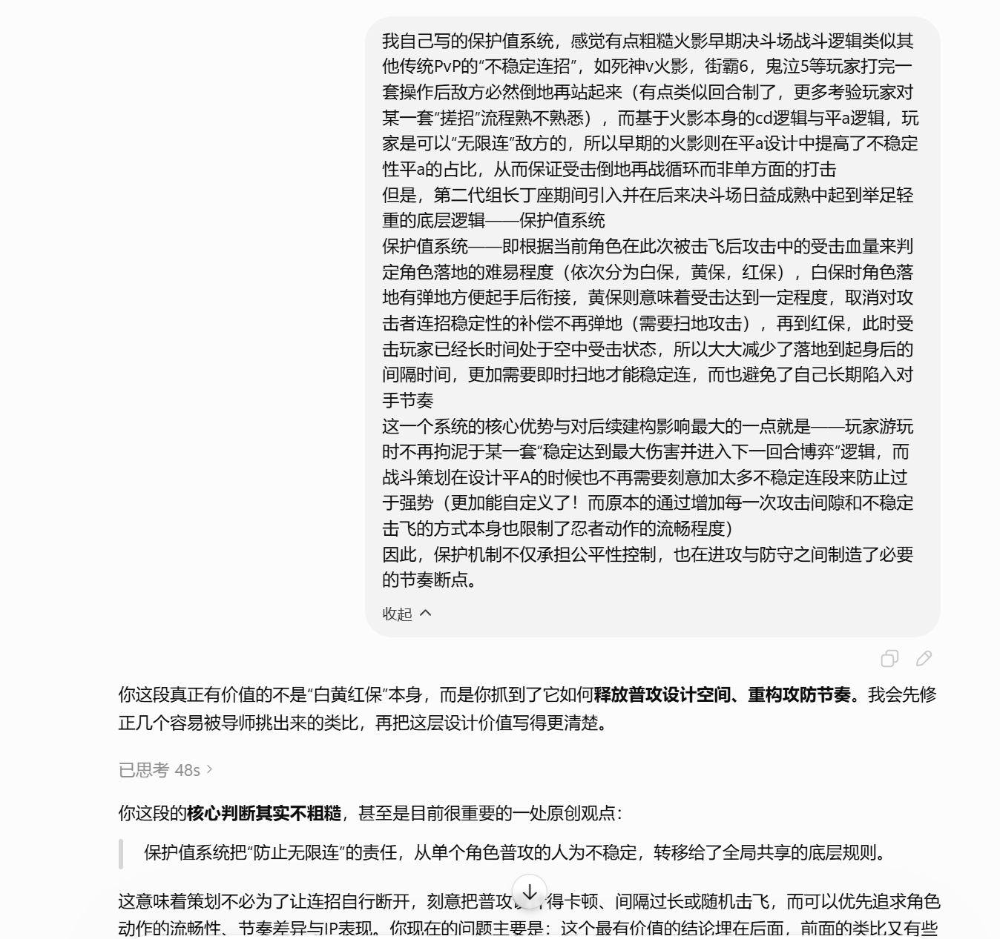 我自己写的保护值系统，感觉有点粗糙火影早期决斗场战斗逻辑类似其
他传统PvP的“不稳定连招”，如死神v火影，街霸6，鬼泣5等玩家打完一
套操作后敌方必然倒地再站起来（有点类似回合制了，更多考验玩家对
某一套“搓招”流程熟不熟悉），而基于火影本身的cd逻辑与平a逻辑，玩
家是可以“无限连”敌方的，所以早期的火影则在平a设计中提高了不稳定
性平a的占比，从而保证受击倒地再战循环而非单方面的打击
但是，第二代组长丁座期间引入并在后来决斗场日益成熟中起到举足轻
重的底层逻辑——保护值系统
保护值系统——即根据当前角色在此次被击飞后攻击中的受击血量来判
定角色落地的难易程度（依次分为白保，黄保，红保），白保时角色落
地有弹地方便起手后衔接，黄保则意味着受击达到一定程度，取消对攻
击者连招稳定性的补偿不再弹地（需要扫地攻击），再到红保，此时受
击玩家已经长时间处于空中受击状态，所以大大减少了落地到起身后的
间隔时间，更加需要即时扫地才能稳定连，而也避免了自己长期陷入对
手节奏
这一个系统的核心优势与对后续建构影响最大的一点就是——玩家游玩
时不再拘泥于某一套“稳定达到最大伤害并进入下一回合博弈”逻辑，而
战斗策划在设计平A的时候也不再需要刻意加太多不稳定连段来防止过
于强势（更加能自定义了！而原本的通过增加每一次攻击间隙和不稳定
击飞的方式本身也限制了忍者动作的流畅程度）
因此，保护机制不仅承担公平性控制，也在进攻与防守之间制造了必要
的节奏断点。
收起
你这段真正有价值的不是“白黄红保”本身，而是你抓到了它如何释放普攻设计空间、重构攻防节奏。我会先修
正几个容易被导师挑出来的类比，再把这层设计价值写得更清楚。
已思考 48s
你这段的核心判断其实不粗糙，甚至是目前很重要的一处原创观点：
保护值系统把“防止无限连”的责任，从单个角色普攻的人为不稳定，转移给了全局共享的底层规则。
这意味着策划不必为了让连招自行断开，刻意把普攻得卡顿、间隔过长或随机击飞，而可以优先追求角色
动作的流畅性、节奏差异与IP表现。你现在的问题主要是：这个最有价值的结论埋在后面，前面的类比又有些